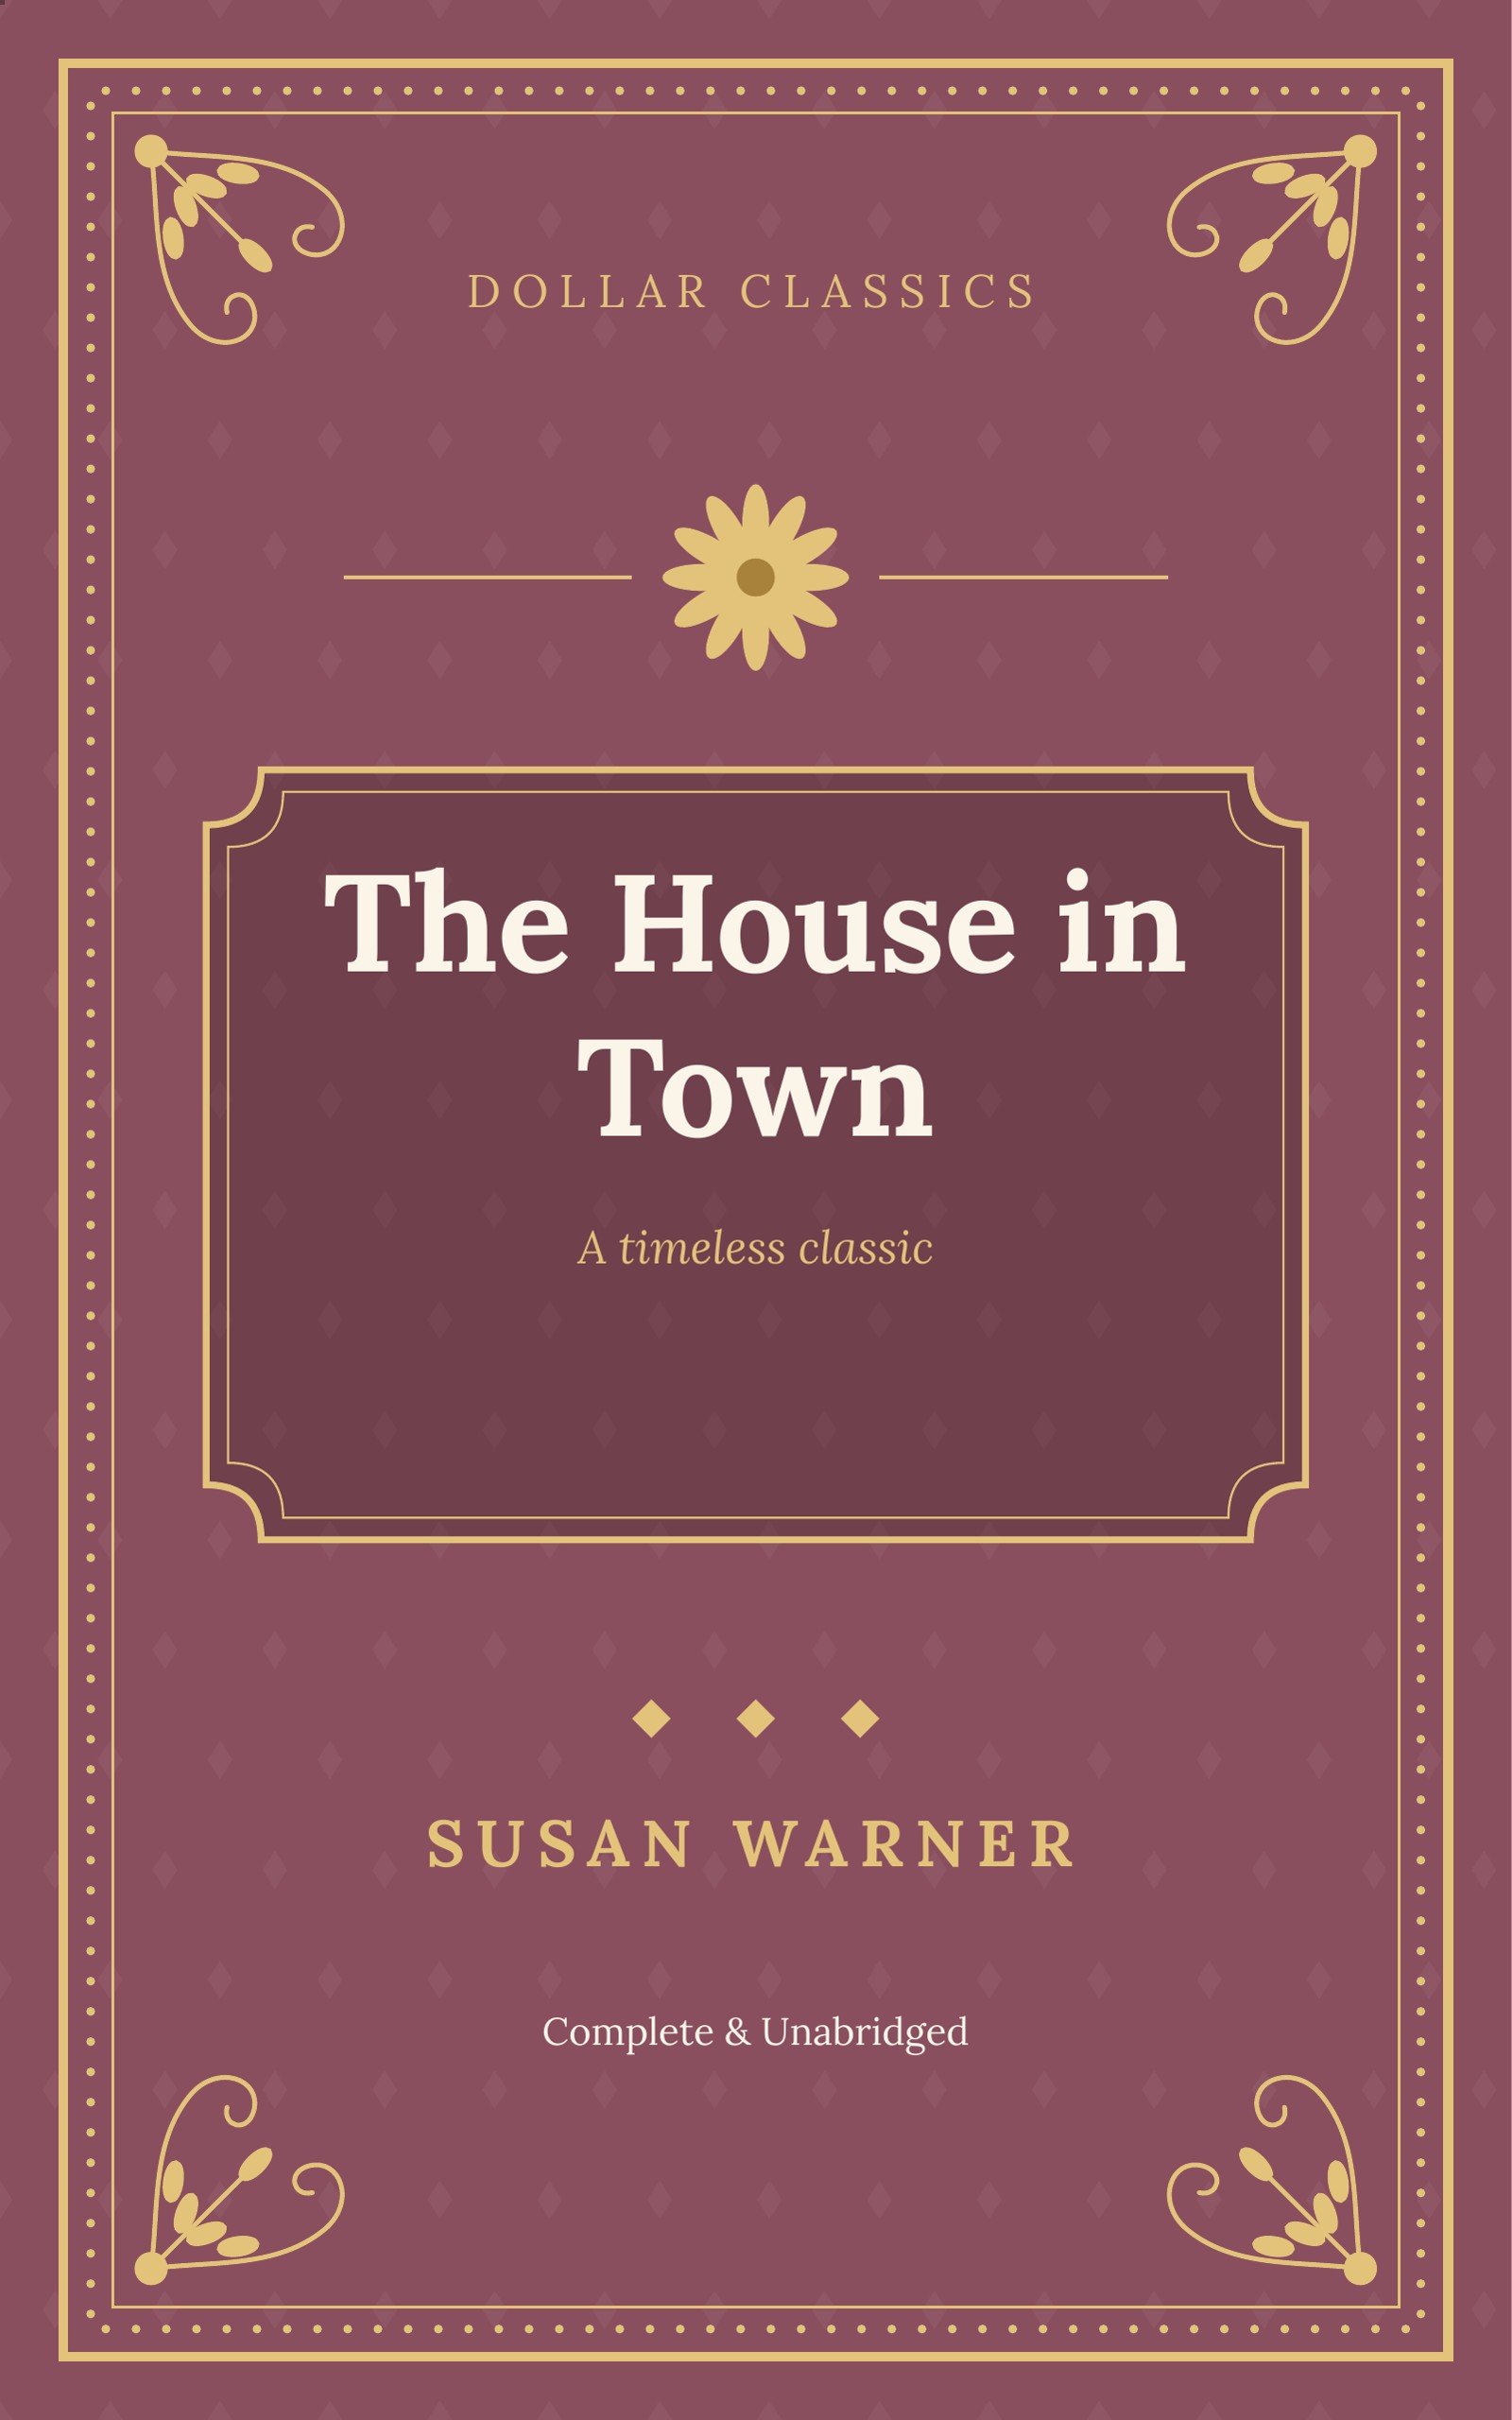 DOLLAR CLASSICS
The House in
Town
A timeless classic
SUSAN WARNER
Complete & Unabridged